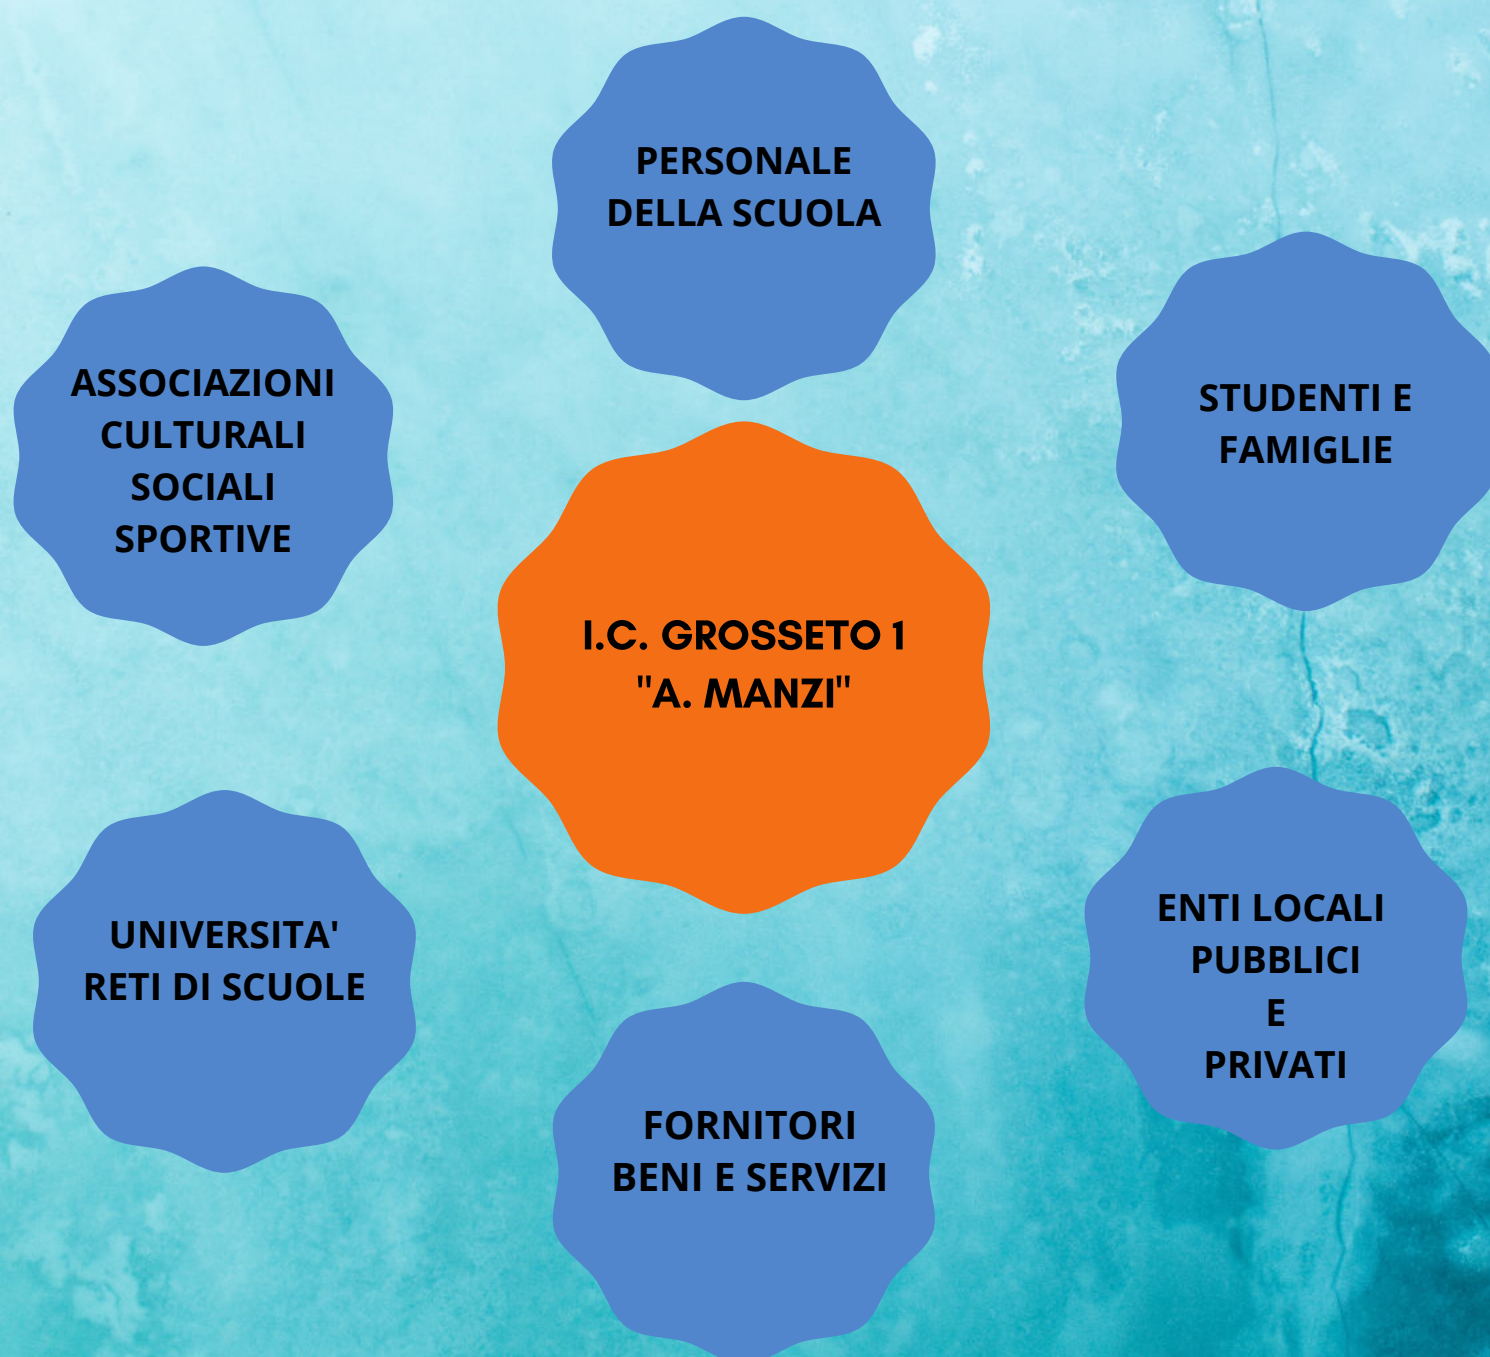 PERSONALE
DELLA SCUOLA
ASSOCIAZIONI
CULTURALI
SOCIALI
SPORTIVE
STUDENTI E
FAMIGLIE
I.C. GROSSETO 1
"A. MANZI"
UNIVERSITA'
RETI DI SCUOLE
ENTI LOCALI
PUBBLICI
E
PRIVATI
FORNITORI
BENI E SERVIZI